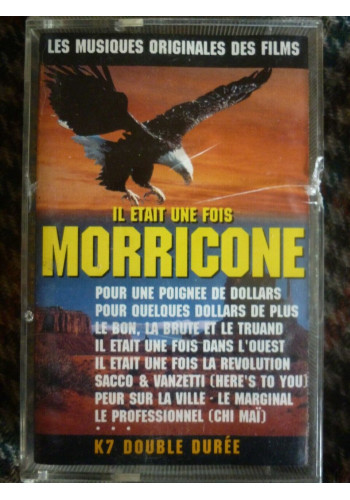 LES MUSIQUES ORIGINALES DES FILMS
IL ETAIT UNE FOIS
MORRICONE
POUR UNE POIGNEE DE DOLLARS
POUR QUELQUES DOLLARS DE PLUS
LE BON, LA BRUTE ET LE TRUAND
IL ETAIT UNE FOIS DANS L'OUEST
IL ETAIT UNE FOIS LA REVOLUTION
SACCO & VANZETTI (HERE'S TO YOU)
PEUR SUR LA VILLE - LE MARGINAL
LE PROFESSIONNEL (CHI MAÏ)
...
K7 DOUBLE DURÉE